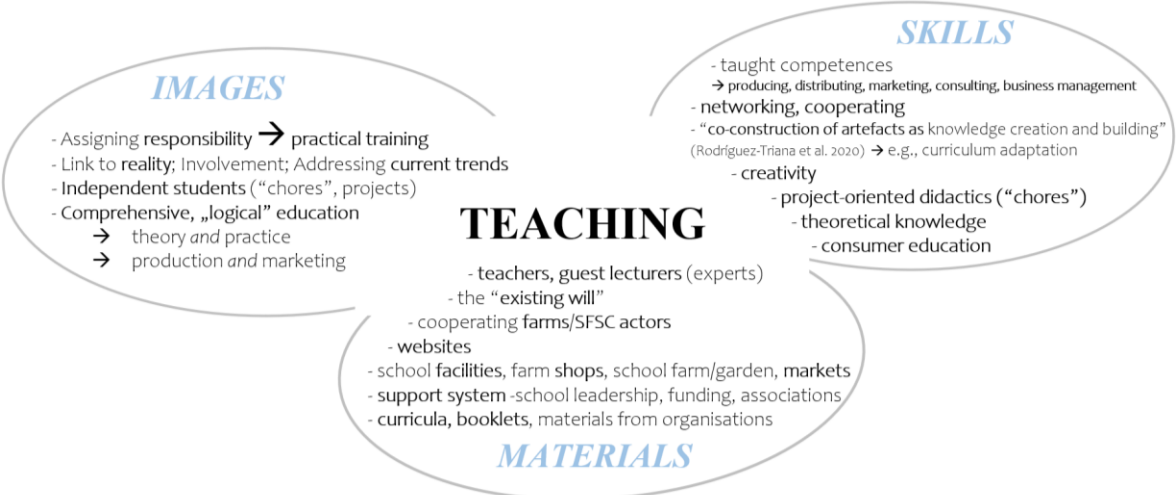 IMAGES
- Assigning responsibility → practical training
- Link to reality; Involvement; Addressing current trends
- Independent students (“chores”, projects)
- Comprehensive, „logical” education
→ theory and practice
→ production and marketing
SKILLS
- taught competences
→ producing, distributing, marketing, consulting, business management
- networking, cooperating
- “co-construction of artefacts as knowledge creation and building”
(Rodríguez-Triana et al. 2020) → e.g., curriculum adaptation
- creativity
- project-oriented didactics (“chores”)
- theoretical knowledge
- consumer education
TEACHING
- teachers, guest lecturers (experts)
- the “existing will”
- cooperating farms/SFSC actors
- websites
- school facilities, farm shops, school farm/garden, markets
- support system -school leadership, funding, associations
- curricula, booklets, materials from organisations
MATERIALS